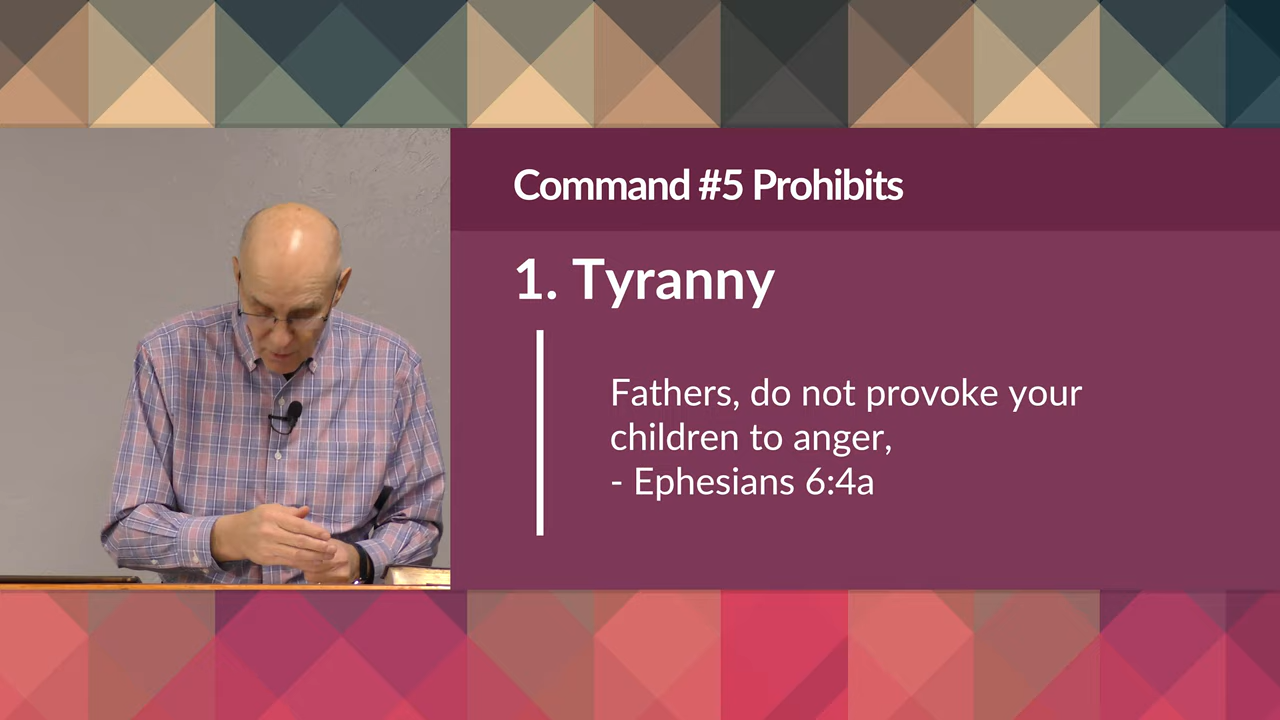 Command #5 Prohibits
1. Tyranny
Fathers, do not provoke your
children to anger,
- Ephesians 6:4a